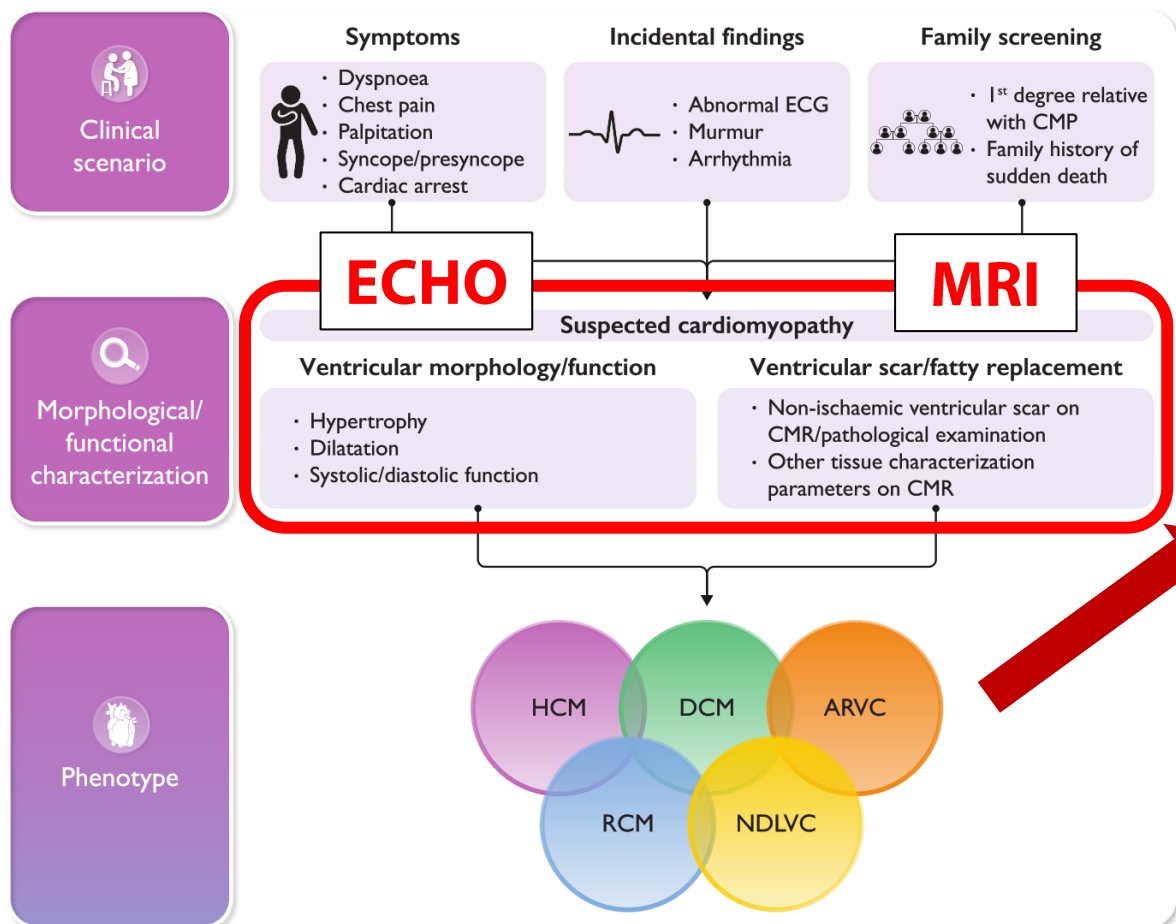 Clinical
scenario
Symptoms
· Dyspnoea
· Chest pain
· Palpitation
· Syncope/presyncope
· Cardiac arrest
Incidental findings
· Abnormal ECG
· Murmur
· Arrhythmia
Family screening
· 1st degree relative
with CMP
· Family history of
sudden death
ECHO
MRI
Morphological/
functional
characterization
Suspected cardiomyopathy
Ventricular morphology/function
· Hypertrophy
· Dilatation
· Systolic/diastolic function
Ventricular scar/fatty replacement
· Non-ischaemic ventricular scar on
CMR/pathological examination
· Other tissue characterization
parameters on CMR
Phenotype
HCM
DCM
ARVC
RCM
NDLVC